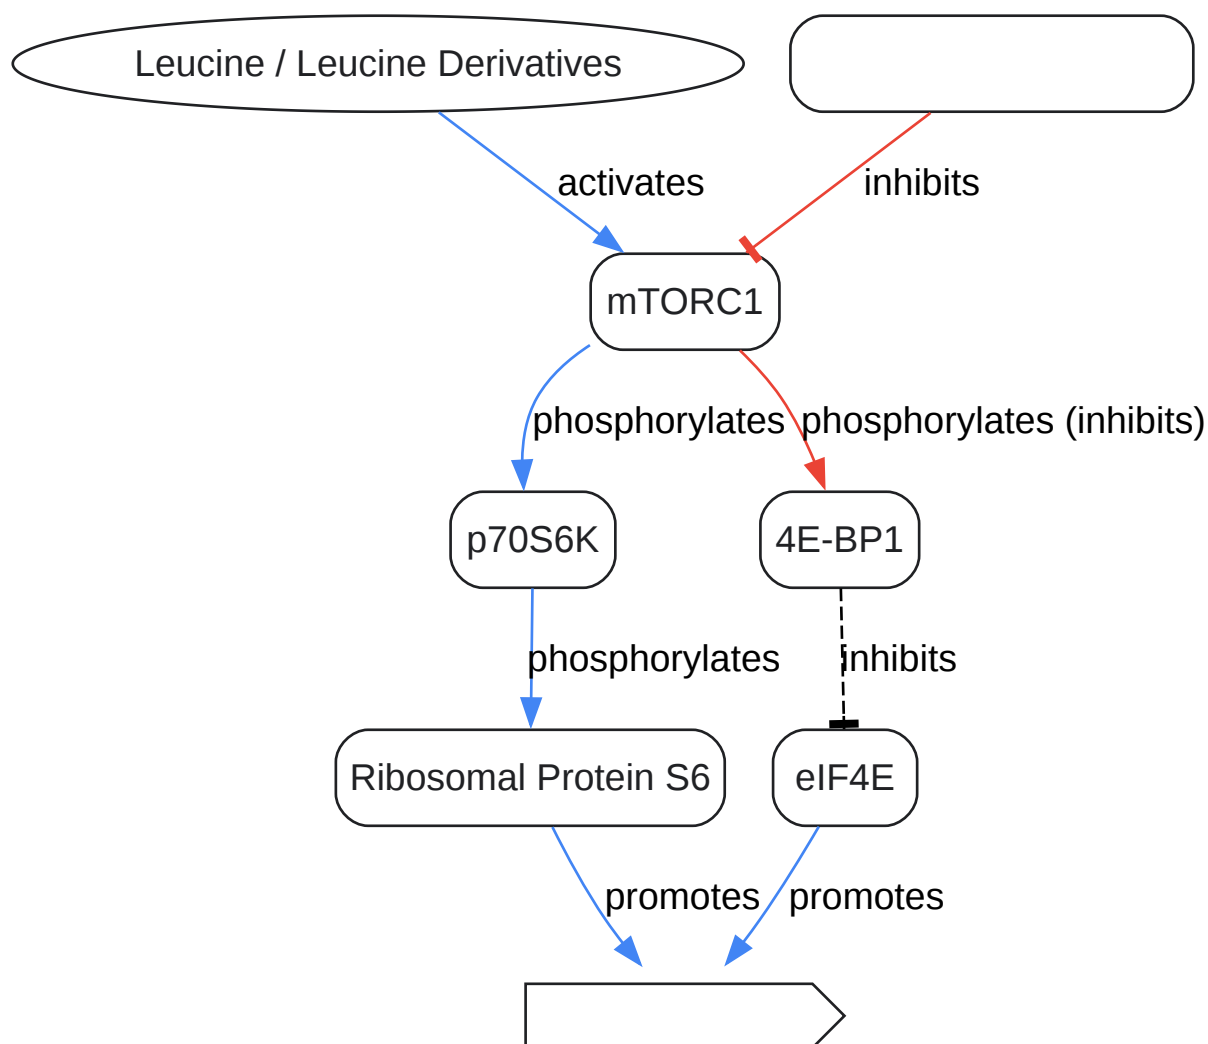 Leucine / Leucine Derivatives
activates
inhibits
mTORC1
phosphorylates
phosphorylates (inhibits)
p70S6K
4E-BP1
phosphorylates
inhibits
Ribosomal Protein S6
eIF4E
promotes
promotes